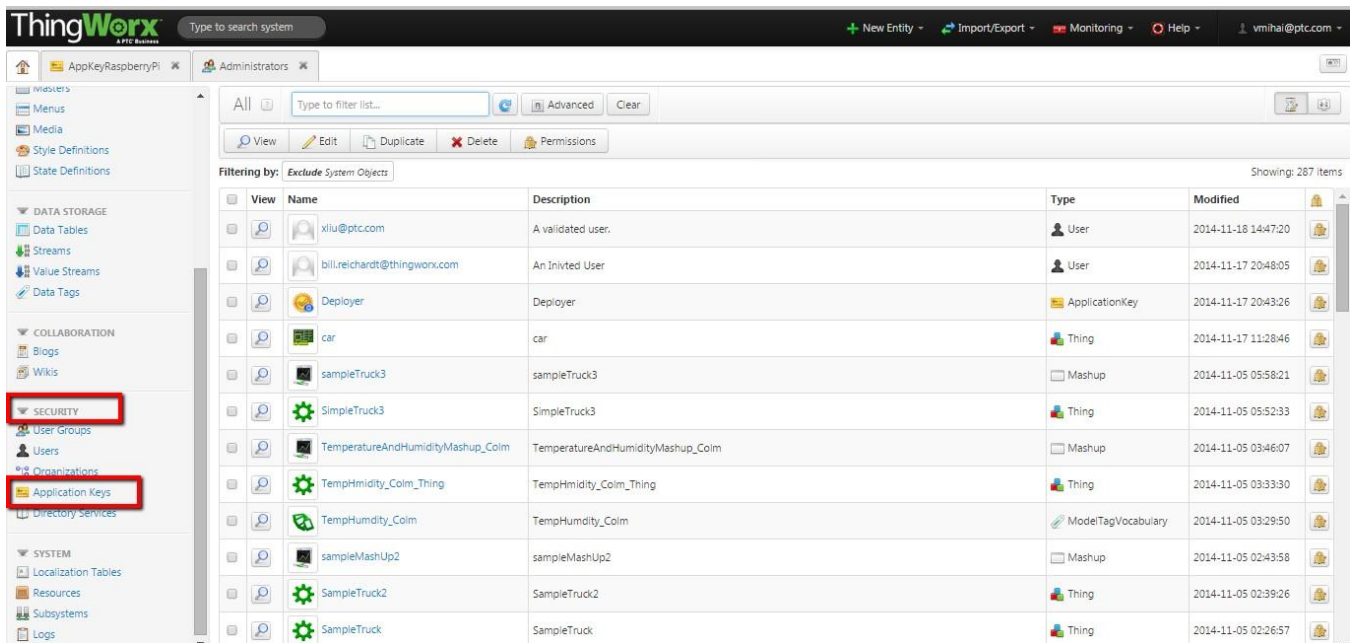 ThingWorx
A PTC Business
Type to search system
New Entity
Import/Export
Monitoring
Help
vmihai@ptc.com
AppKeyRaspberryPi
Administrators
Masters
Menus
Media
Style Definitions
State Definitions
DATA STORAGE
Data Tables
Streams
Value Streams
Data Tags
COLLABORATION
Blogs
Wikis
SECURITY
User Groups
Users
Organizations
Application Keys
Directory Services
SYSTEM
Localization Tables
Resources
Subsystems
Logs
All
Type to filter list...
Advanced
Clear
View Edit Duplicate Delete Permissions
Filtering by: Exclude System Objects
Showing: 287 items
View Name Description Type Modified
xliu@ptc.com A validated user. User 2014-11-18 14:47:20
bill.reichardt@thingworx.com An Inivted User User 2014-11-17 20:48:05
Deployer Deployer ApplicationKey 2014-11-17 20:43:26
car car Thing 2014-11-17 11:28:46
sampleTruck3 sampleTruck3 Mashup 2014-11-05 05:58:21
SimpleTruck3 SimpleTruck3 Thing 2014-11-05 05:52:33
TemperatureAndHumidityMashup_Colm TemperatureAndHumidityMashup_Colm Mashup 2014-11-05 03:46:07
TempHmidity_Colm_Thing TempHmidity_Colm_Thing Thing 2014-11-05 03:33:30
TempHumdity_Colm TempHumdity_Colm ModelTagVocabulary 2014-11-05 03:29:50
sampleMashUp2 sampleMashUp2 Mashup 2014-11-05 02:43:58
SampleTruck2 SampleTruck2 Thing 2014-11-05 02:39:26
SampleTruck SampleTruck Thing 2014-11-05 02:26:57